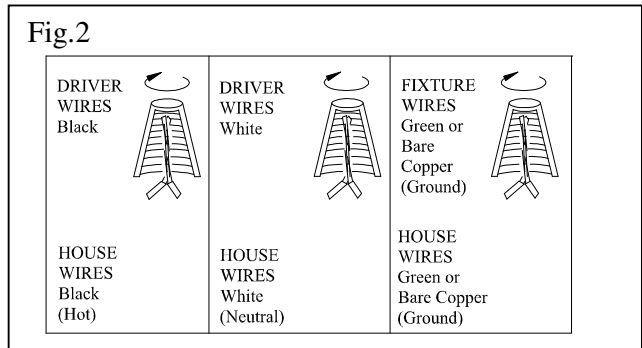 Fig.2
DRIVER
WIRES
Black
HOUSE
WIRES
Black
(Hot)
DRIVER
WIRES
White
HOUSE
WIRES
White
(Neutral)
FIXTURE
WIRES
Green or
Bare
Copper
(Ground)
HOUSE
WIRES
Green or
Bare Copper
(Ground)